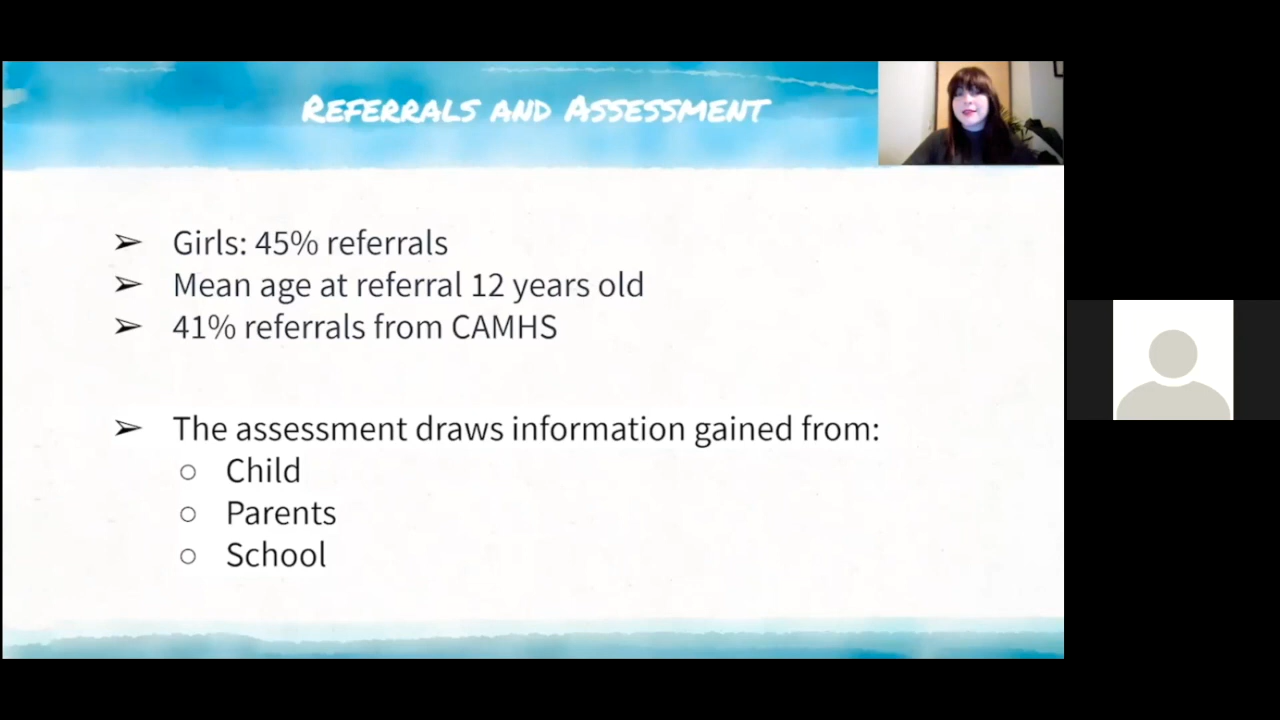 Referrals and Assessment
➢ Girls: 45% referrals
➢ Mean age at referral 12 years old
➢ 41% referrals from CAMHS
➢ The assessment draws information gained from:
○ Child
○ Parents
○ School